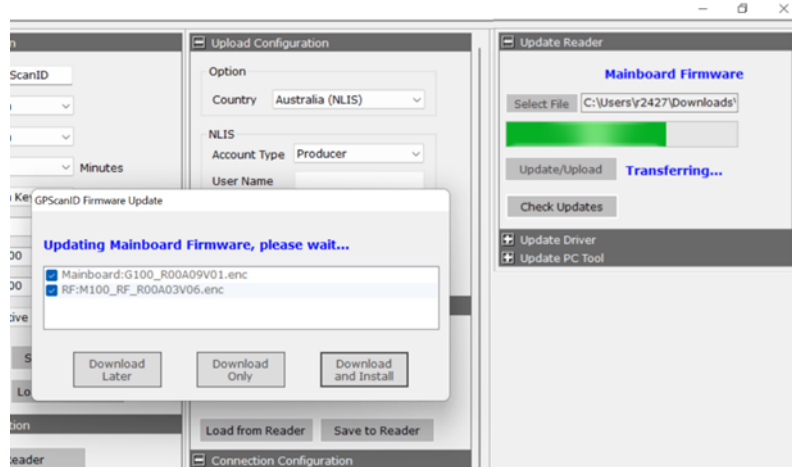 Upload Configuration
Update Reader
Option
ScanID
Country Australia (NLIS)
Mainboard Firmware
Select File C:\Users\r2427\Downloads\
NLIS
Account Type Producer
Minutes
User Name
Update/Upload Transferring...
Check Updates
GPScanID Firmware Update
Updating Mainboard Firmware, please wait...
Mainboard:G100_R00A09V01.enc
RF:M100_RF_R00A03V06.enc
Download Later
Download Only
Download and Install
Update Driver
Update PC Tool
Load from Reader Save to Reader
Connection Configuration